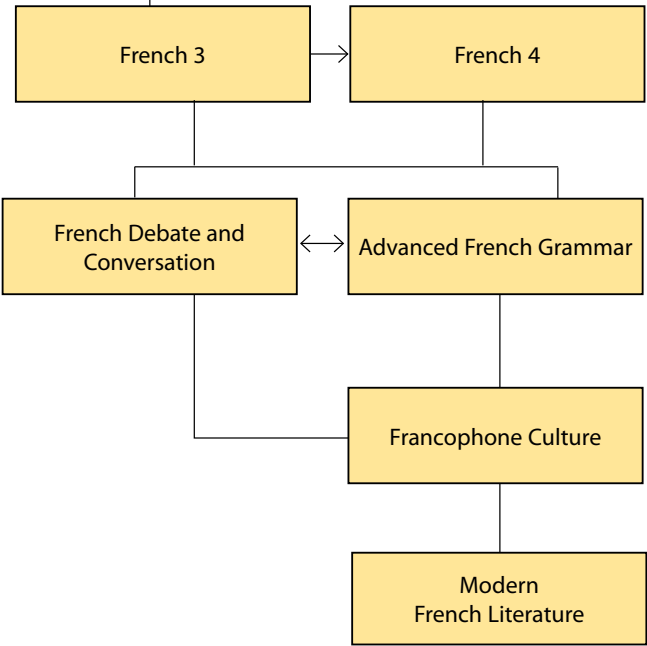 French 3
French 4
French Debate and
Conversation
Advanced French Grammar
Francophone Culture
Modern
French Literature